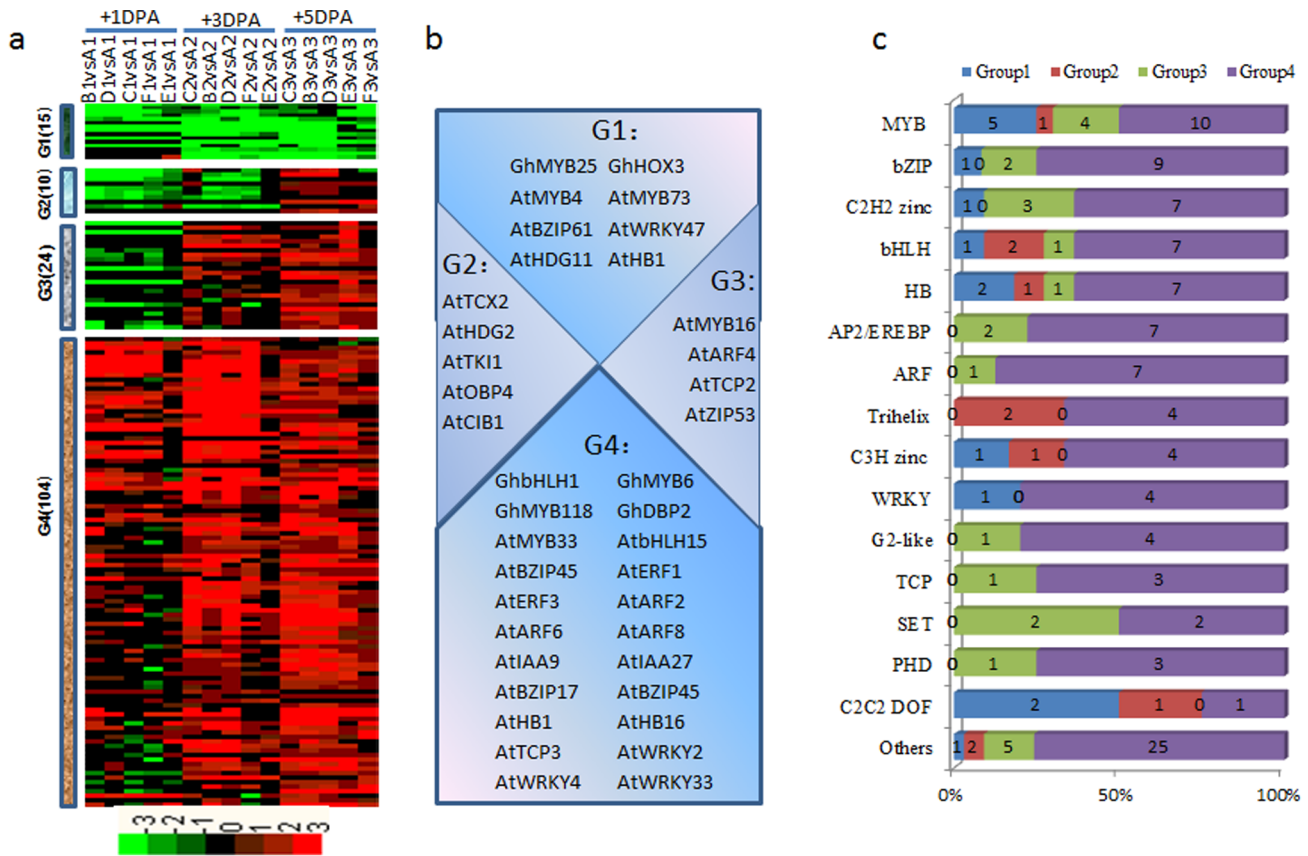 a
+1DPA +3DPA +5DPA
B1vsA1 D1vsA1 C1vsA1 F1vsA1 E1vsA1 C2vsA2 B2vsA2 D2vsA2 F2vsA2 E2vsA2 C3vsA3 B3vsA3 D3vsA3 E3vsA3 F3vsA3
G1(15)
G2(10)
G3(24)
G4(104)
-3 -2 -1 0 1 2 3
b
G1:
GhMYB25 GhHOX3
AtMYB4 AtMYB73
AtBZIP61 AtWRKY47
AtHDG11 AtHB1
G2:
AtTCX2
AtHDG2
AtTKI1
AtOBP4
AtCIB1
G3:
AtMYB16
AtARF4
AtTCP2
AtZIP53
G4:
GhbHLH1 GhMYB6
GhMYB118 GhDBP2
AtMYB33 AtbHLH15
AtBZIP45 AtERF1
AtERF3 AtARF2
AtARF6 AtARF8
AtIAA9 AtIAA27
AtBZIP17 AtBZIP45
AtHB1 AtHB16
AtTCP3 AtWRKY2
AtWRKY4 AtWRKY33
c
Group1 Group2 Group3 Group4
MYB 5 1 4 10
bZIP 1 0 2 9
C2H2 zinc 1 0 3 7
bHLH 1 2 1 7
HB 2 1 1 7
AP2/EREBP 0 2 7
ARF 0 1 7
Trihelix 0 2 0 4
C3H zinc 1 1 0 4
WRKY 1 0 4
G2-like 0 1 4
TCP 0 1 3
SET 0 2 2
PHD 0 1 3
C2C2 DOF 2 1 0 1
Others 1 2 5 25
0% 50% 100%